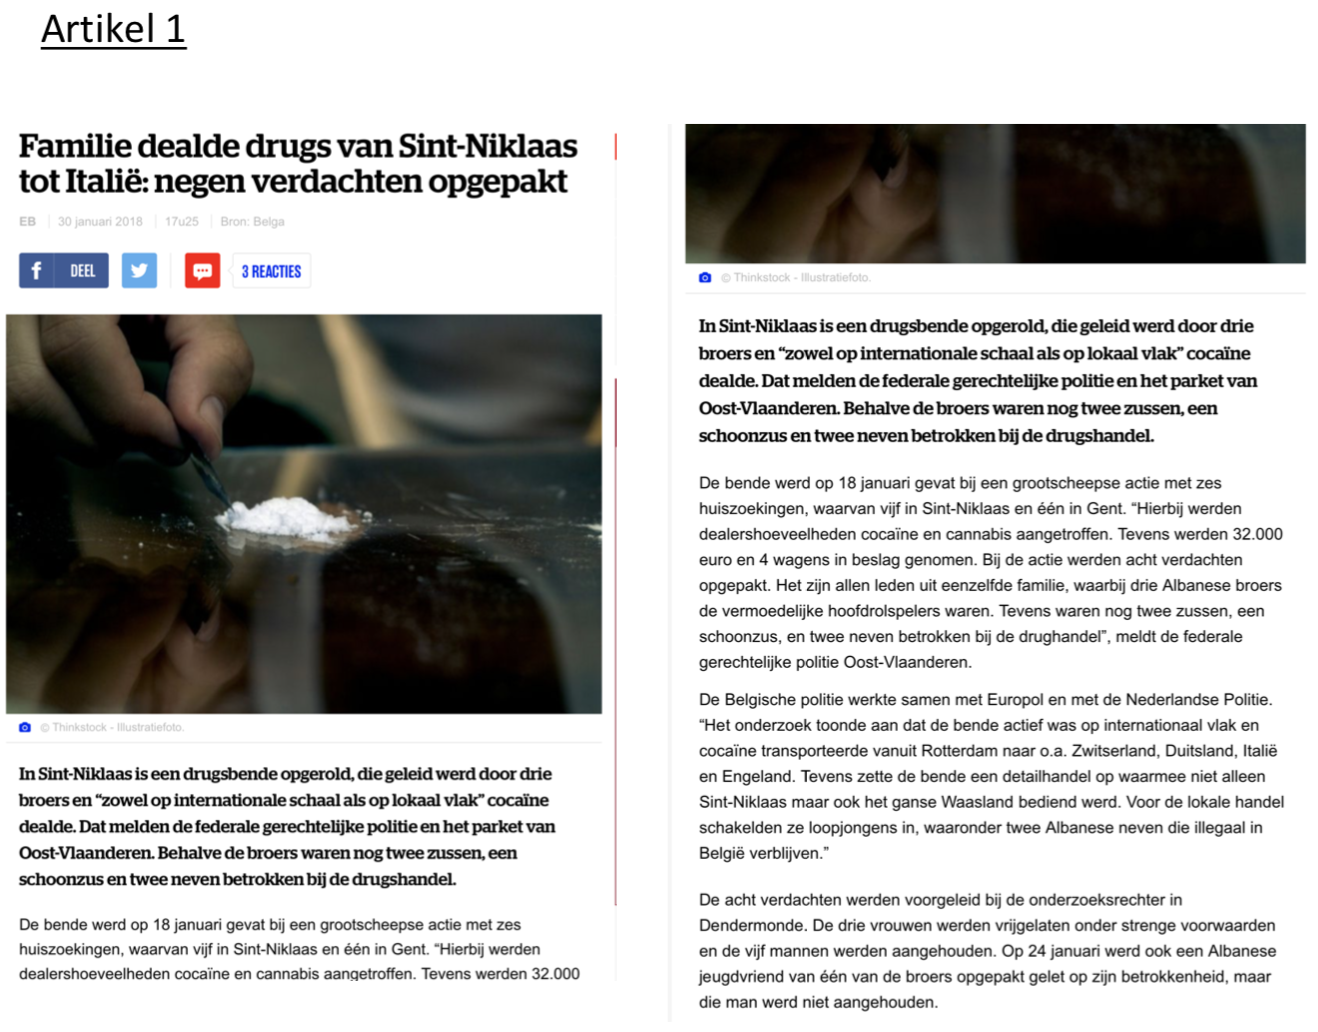 Artikel 1
Familie dealde drugs van Sint-Niklaas
tot Italië: negen verdachten opgepakt
EB | 30 januari 2018 | 17u25 | Bron: Belga
f DEEL 3 REACTIES
© Thinkstock - Illustratiefoto.
In Sint-Niklaas is een drugsbende opgerold, die geleid werd door drie
broers en “zowel op internationale schaal als op lokaal vlak” cocaïne
dealde. Dat melden de federale gerechtelijke politie en het parket van
Oost-Vlaanderen. Behalve de broers waren nog twee zussen, een
schoonzus en twee neven betrokken bij de drugshandel.
De bende werd op 18 januari gevat bij een grootscheepse actie met zes
huiszoekingen, waarvan vijf in Sint-Niklaas en één in Gent. “Hierbij werden
dealershoeveelheden cocaïne en cannabis aangetroffen. Tevens werden 32.000
© Thinkstock - Illustratiefoto.
In Sint-Niklaas is een drugsbende opgerold, die geleid werd door drie
broers en “zowel op internationale schaal als op lokaal vlak” cocaïne
dealde. Dat melden de federale gerechtelijke politie en het parket van
Oost-Vlaanderen. Behalve de broers waren nog twee zussen, een
schoonzus en twee neven betrokken bij de drugshandel.
De bende werd op 18 januari gevat bij een grootscheepse actie met zes
huiszoekingen, waarvan vijf in Sint-Niklaas en één in Gent. “Hierbij werden
dealershoeveelheden cocaïne en cannabis aangetroffen. Tevens werden 32.000
euro en 4 wagens in beslag genomen. Bij de actie werden acht verdachten
opgepakt. Het zijn allen leden uit eenzelfde familie, waarbij drie Albanese broers
de vermoedelijke hoofdrolspelers waren. Tevens waren nog twee zussen, een
schoonzus, en twee neven betrokken bij de drughandel”, meldt de federale
gerechtelijke politie Oost-Vlaanderen.
De Belgische politie werkte samen met Europol en met de Nederlandse Politie.
“Het onderzoek toonde aan dat de bende actief was op internationaal vlak en
cocaïne transporteerde vanuit Rotterdam naar o.a. Zwitserland, Duitsland, Italië
en Engeland. Tevens zette de bende een detailhandel op waarmee niet alleen
Sint-Niklaas maar ook het ganse Waasland bediend werd. Voor de lokale handel
schakelden ze loopjongens in, waaronder twee Albanese neven die illegaal in
België verblijven.”
De acht verdachten werden voorgeleid bij de onderzoeksrechter in
Dendermonde. De drie vrouwen werden vrijgelaten onder strenge voorwaarden
en de vijf mannen werden aangehouden. Op 24 januari werd ook een Albanese
jeugdvriend van één van de broers opgepakt gelet op zijn betrokkenheid, maar
die man werd niet aangehouden.